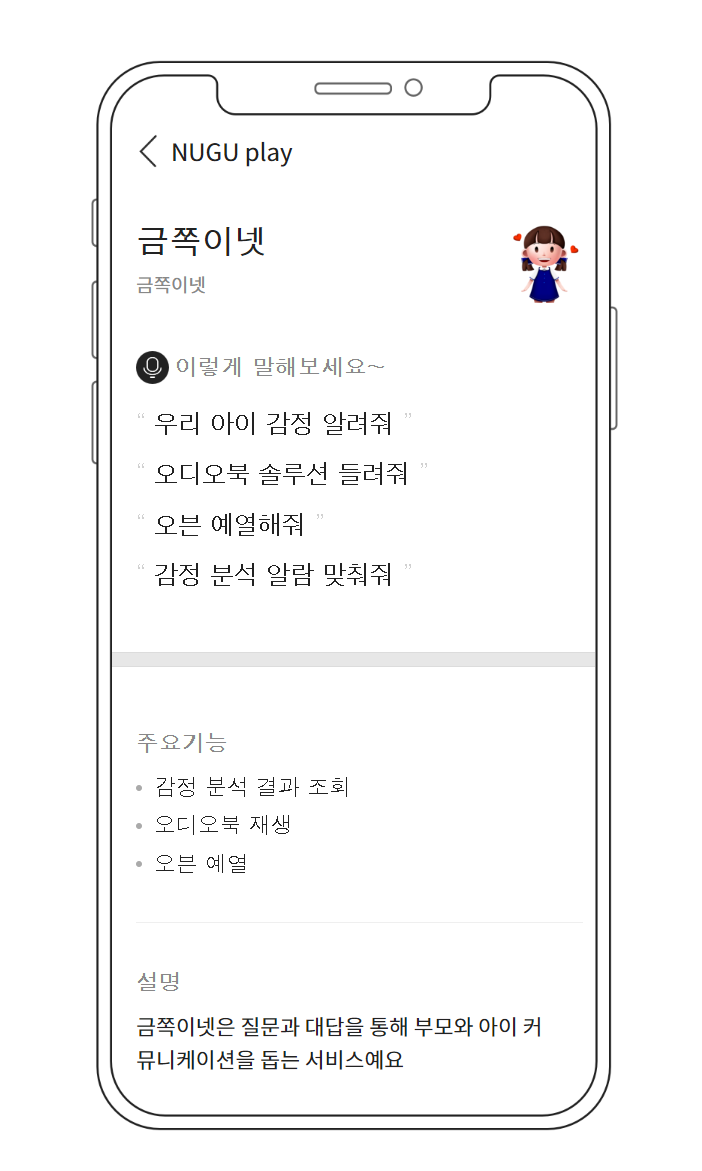 NUGU play
금쪽이넷
금쪽이넷
이렇게 말해보세요~
“ 우리 아이 감정 알려줘 ”
“ 오디오북 솔루션 들려줘 ”
“ 오븐 예열해줘 ”
“ 감정 분석 알람 맞춰줘 ”
주요기능
• 감정 분석 결과 조회
• 오디오북 재생
• 오븐 예열
설명
금쪽이넷은 질문과 대답을 통해 부모와 아이 커
뮤니케이션을 돕는 서비스예요